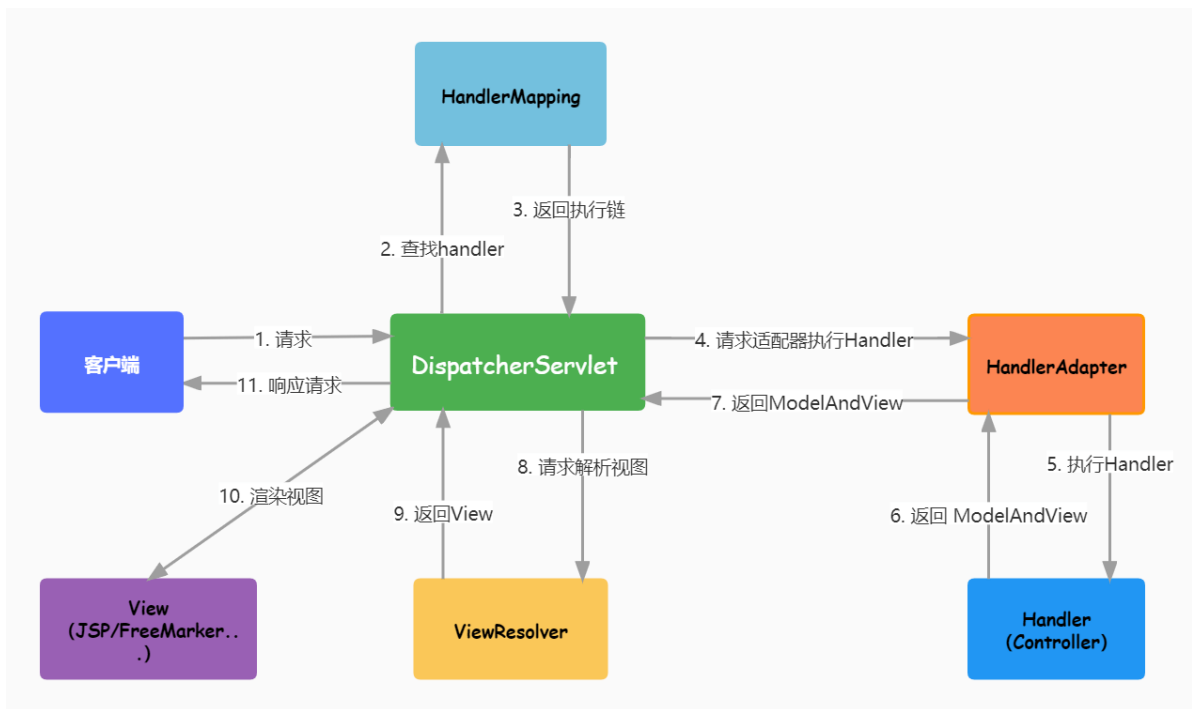 HandlerMapping
3. 返回执行链
2. 查找handler
客户端
1. 请求
11. 响应请求
DispatcherServlet
4. 请求适配器执行Handler
7. 返回ModelAndView
HandlerAdapter
10. 渲染视图
9. 返回View
8. 请求解析视图
6. 返回 ModelAndView
5. 执行Handler
View
(JSP/FreeMarker..
.)
ViewResolver
Handler
(Controller)